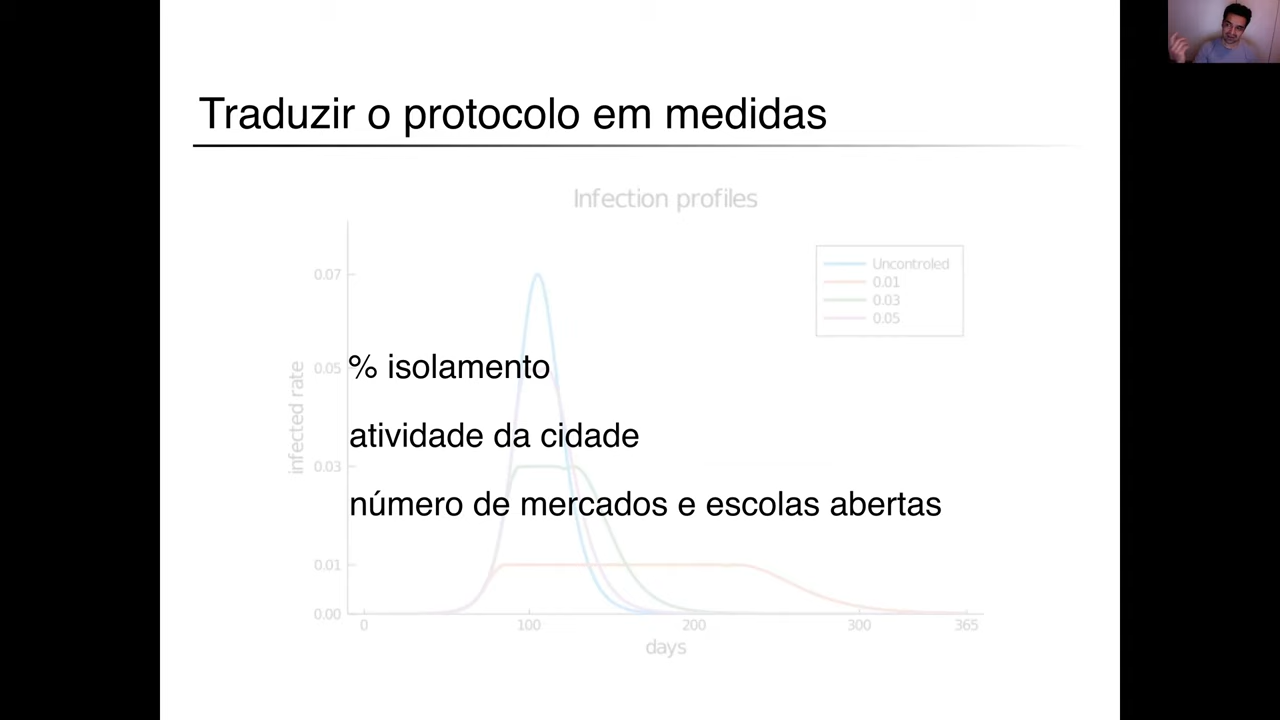 Traduzir o protocolo em medidas
Infection profiles
Uncontroled
0.01
0.03
0.05
0.07
0.05
0.03
0.01
0.00
infected rate
% isolamento
atividade da cidade
número de mercados e escolas abertas
0
100
200
300
365
days